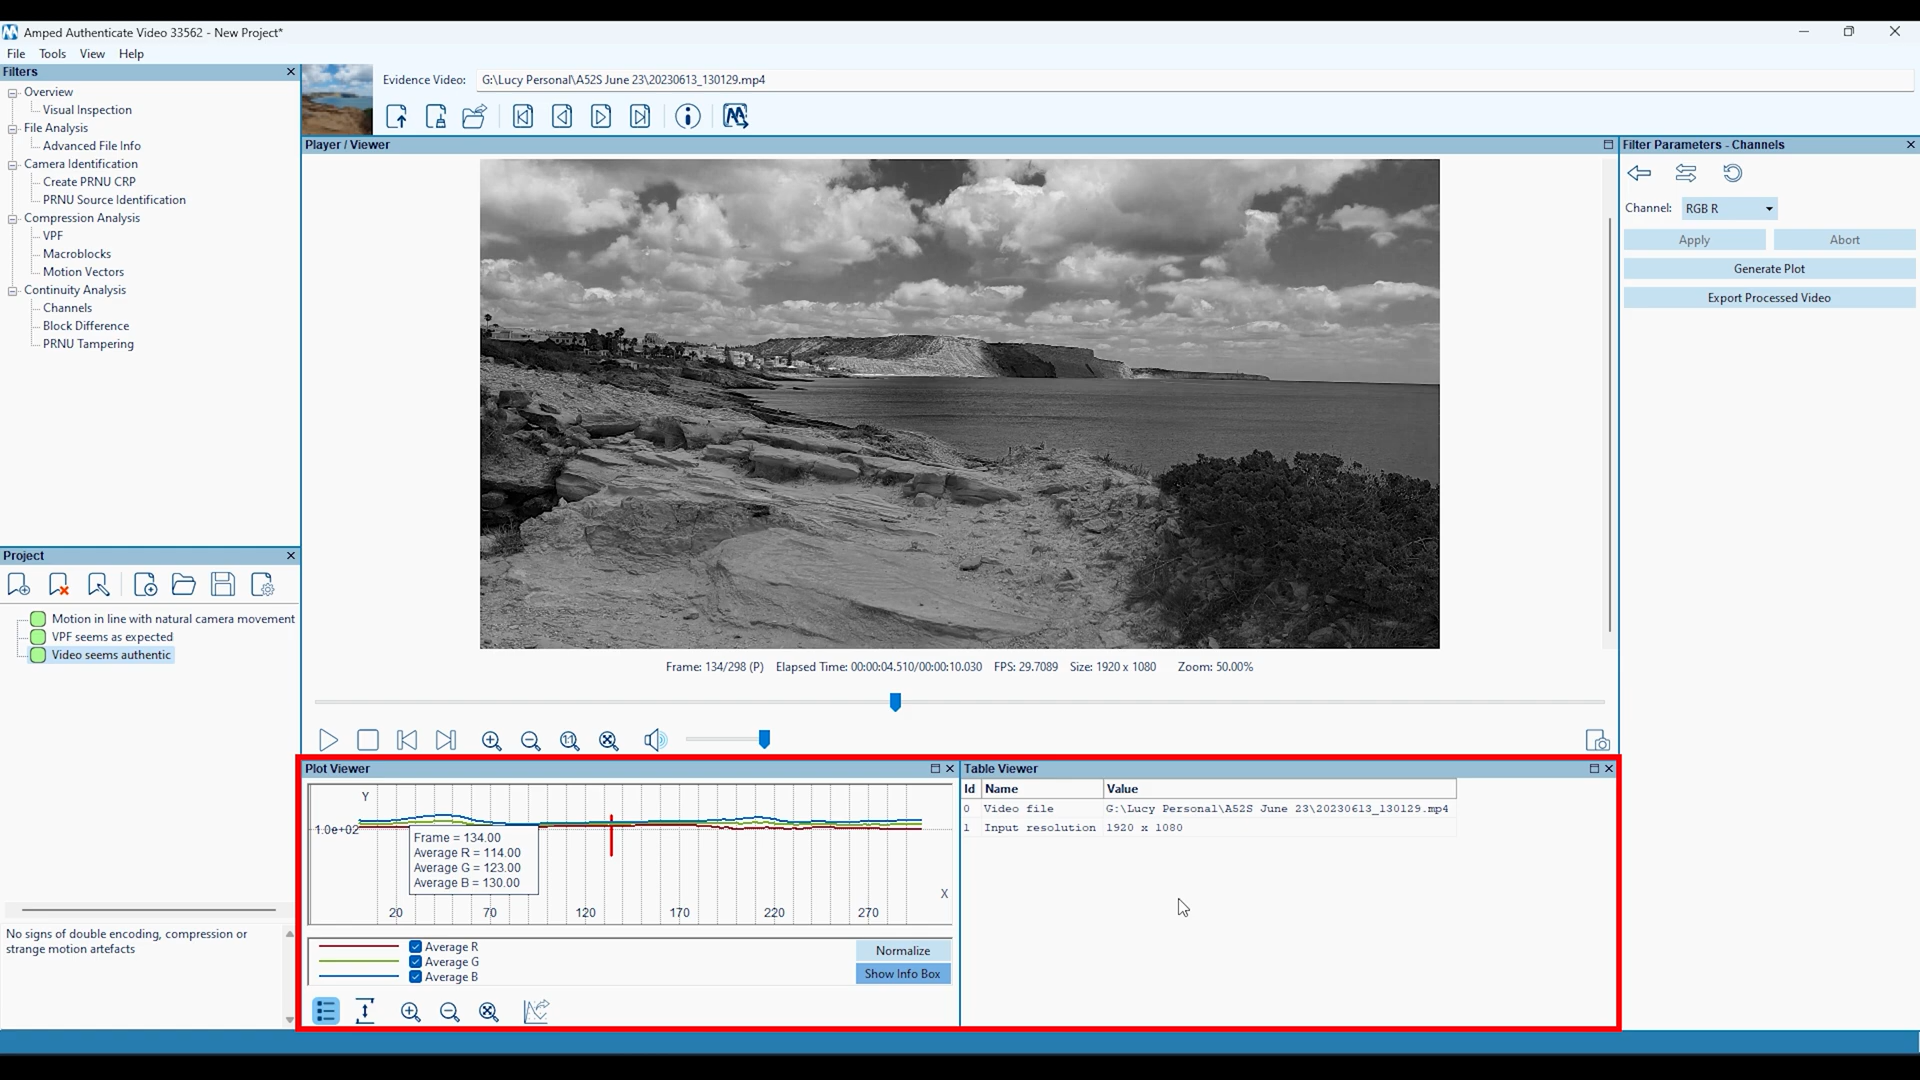 Amped Authenticate Video 33562 - New Project*
File Tools View Help
Filters
Overview
Visual Inspection
File Analysis
Advanced File Info
Camera Identification
Create PRNU CRP
PRNU Source Identification
Compression Analysis
VPF
Macroblocks
Motion Vectors
Continuity Analysis
Channels
Block Difference
PRNU Tampering
Evidence Video: G:\Lucy Personal\A52S June 23\20230613_130129.mp4
Player / Viewer
Frame: 134/298 (P) Elapsed Time: 00:00:04.510/00:00:10.030 FPS: 29.7089 Size: 1920 x 1080 Zoom: 50.00%
1:1
Filter Parameters - Channels
Channel: RGB R
Apply Abort
Generate Plot
Export Processed Video
Project
Motion in line with natural camera movement
VPF seems as expected
Video seems authentic
No signs of double encoding, compression or
strange motion artefacts
Plot Viewer
Y
1.0e+02
Frame = 134.00
Average R = 114.00
Average G = 123.00
Average B = 130.00
X
20 70 120 170 220 270
Average R
Average G
Average B
Normalize
Show Info Box
Table Viewer
Id Name Value
0 Video file G:\Lucy Personal\A52S June 23\20230613_130129.mp4
1 Input resolution 1920 x 1080